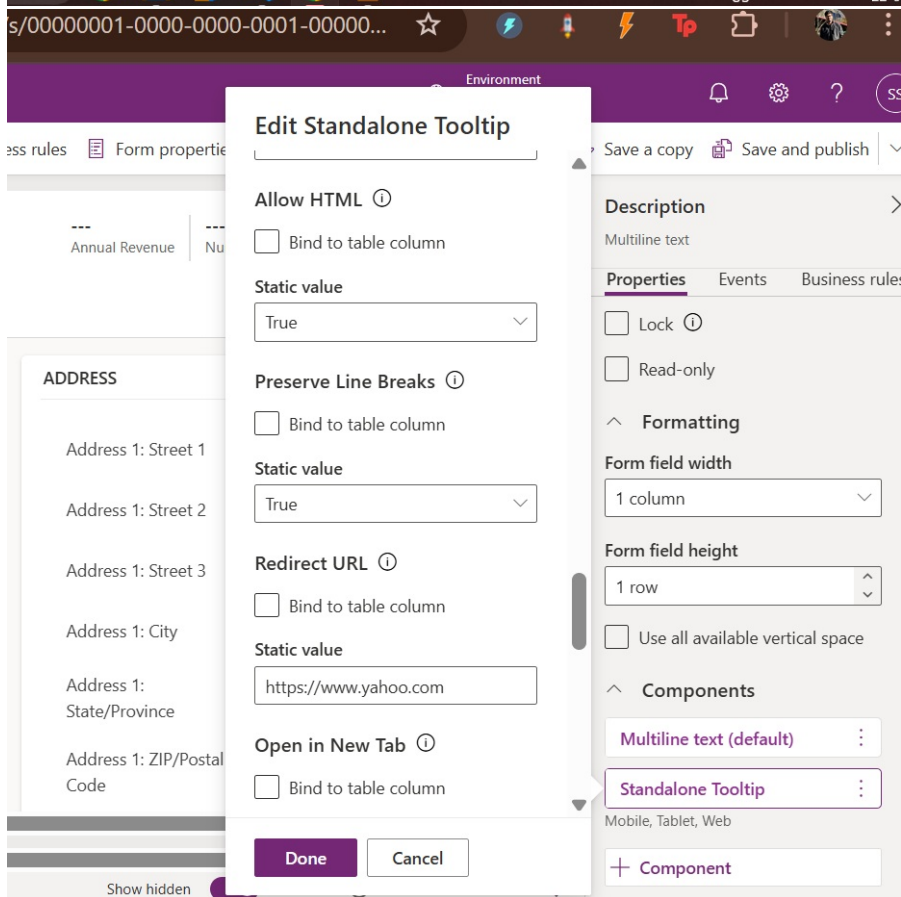 s/00000001-0000-0000-0001-00000...
Tp
Environment
?
SS
ess rules
Form propertie
Save a copy
Save and publish
---
Annual Revenue
---
Nu
ADDRESS
Address 1: Street 1
Address 1: Street 2
Address 1: Street 3
Address 1: City
Address 1:
State/Province
Address 1: ZIP/Postal
Code
Show hidden
Edit Standalone Tooltip
Allow HTML
Bind to table column
Static value
True
Preserve Line Breaks
Bind to table column
Static value
True
Redirect URL
Bind to table column
Static value
https://www.yahoo.com
Open in New Tab
Bind to table column
Done
Cancel
Description
Multiline text
Properties
Events
Business rules
Lock
Read-only
Formatting
Form field width
1 column
Form field height
1 row
Use all available vertical space
Components
Multiline text (default)
Standalone Tooltip
Mobile, Tablet, Web
+ Component